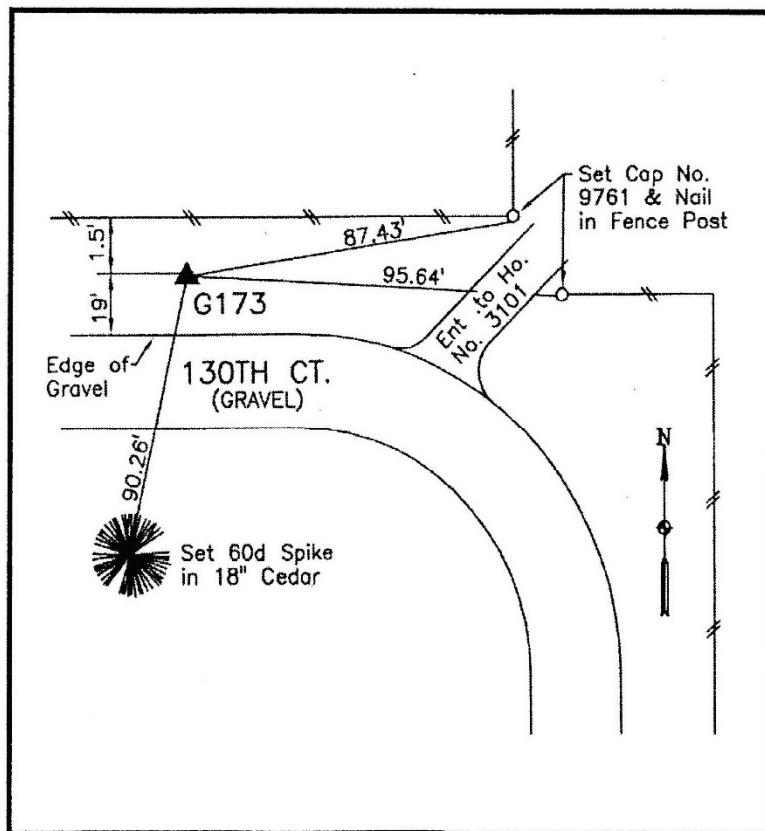 Set Cap No.
9761 & Nail
in Fence Post
87.43'
1.5'
95.64'
19'
G173
Ent. to Ho.
No. 3101
Edge of
Gravel
130TH CT.
(GRAVEL)
90.26'
N
Set 60d Spike
in 18" Cedar